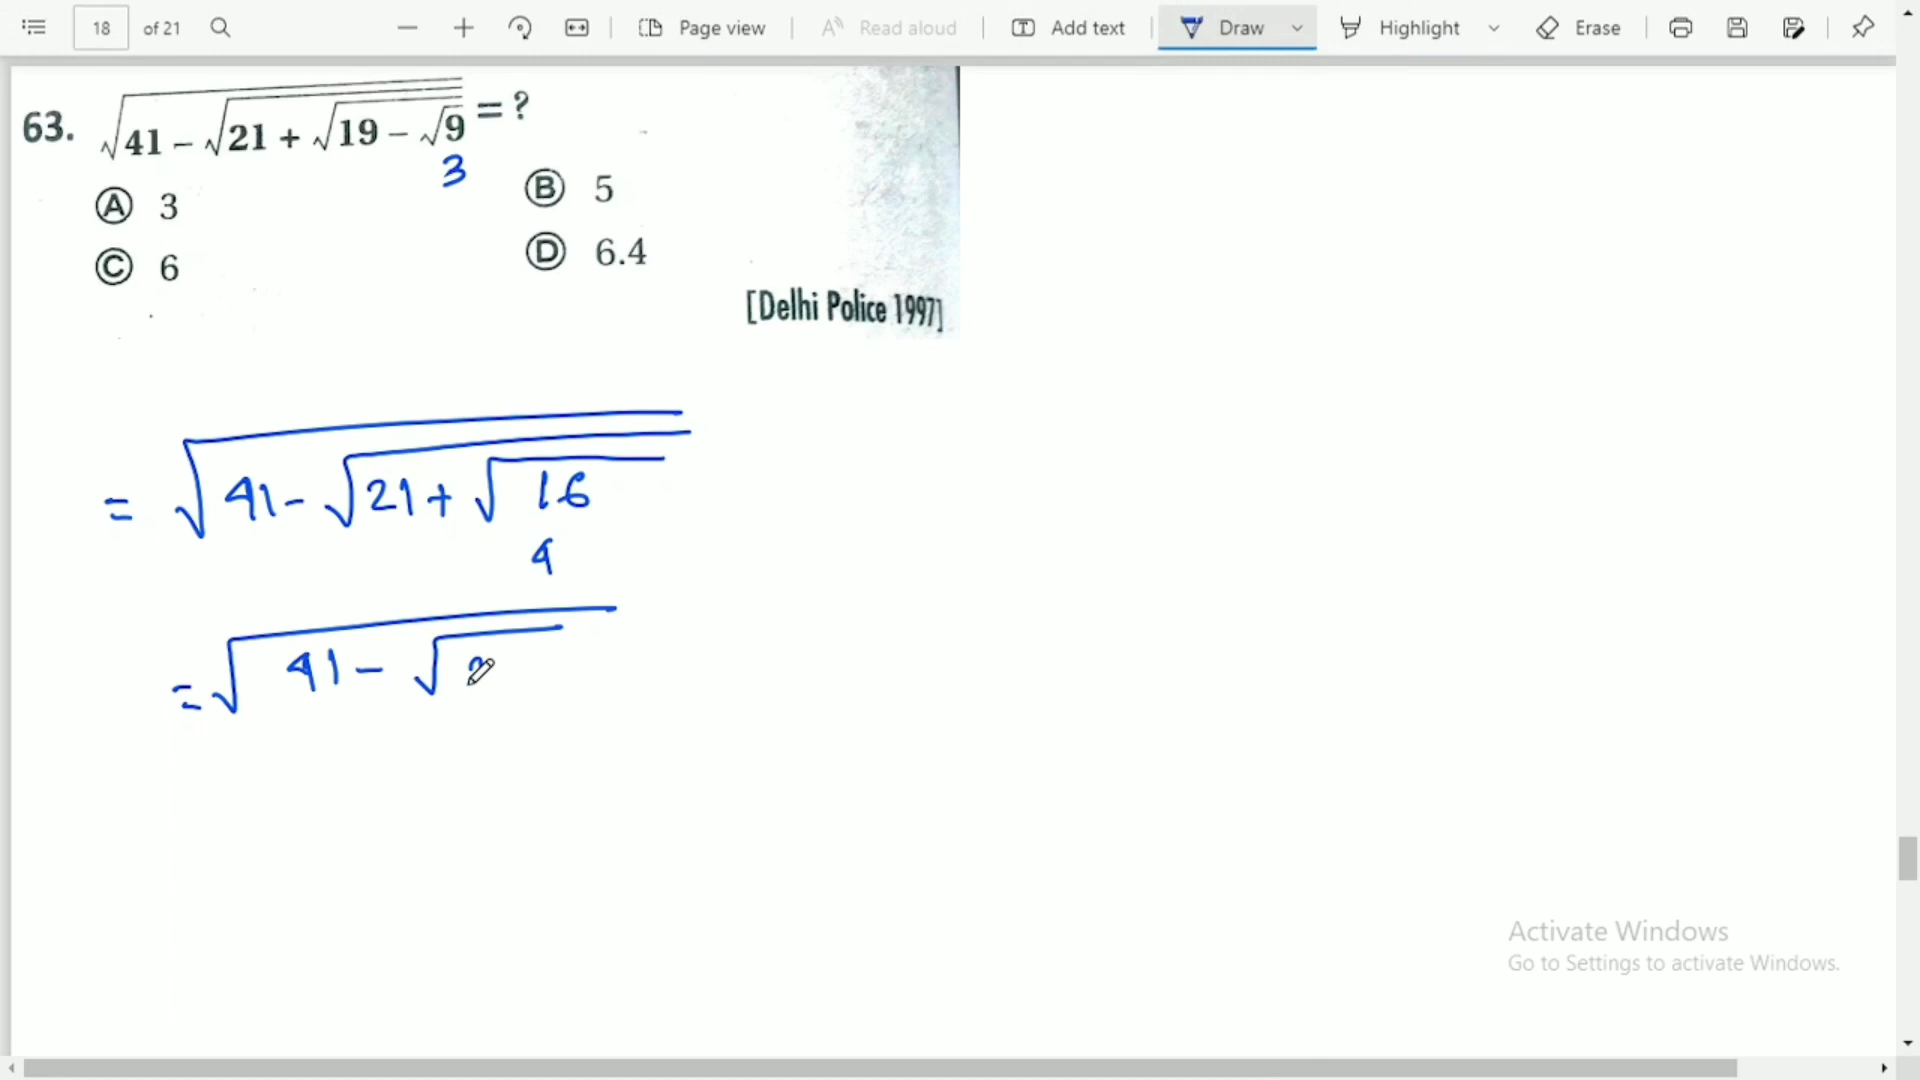 18 of 21 Page view Read aloud Add text Draw Highlight Erase
63. √41 − √21 + √19 − √9 = ?
3
Ⓐ 3 Ⓑ 5
Ⓒ 6 Ⓓ 6.4
[Delhi Police 1997]
= √41 - √21 + √16
4
= √41 - √2
Activate Windows
Go to Settings to activate Windows.